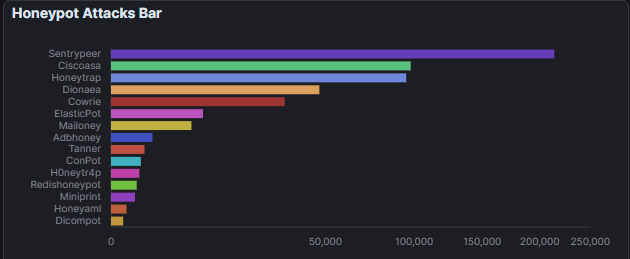 Honeypot Attacks Bar
Sentrypeer
Ciscoasa
Honeytrap
Dionaea
Cowrie
ElasticPot
Mailoney
Adbhoney
Tanner
ConPot
H0neytr4p
Redishoneypot
Miniprint
Honeyaml
Dicompot
0 50,000 100,000 150,000 200,000 250,000